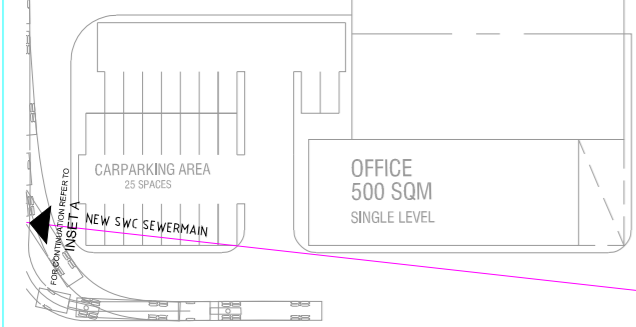 CARPARKING AREA
25 SPACES
OFFICE
500 SQM
SINGLE LEVEL
FOR CONTINUATION REFER TO
INSET A
NEW SWC SEWERMAIN